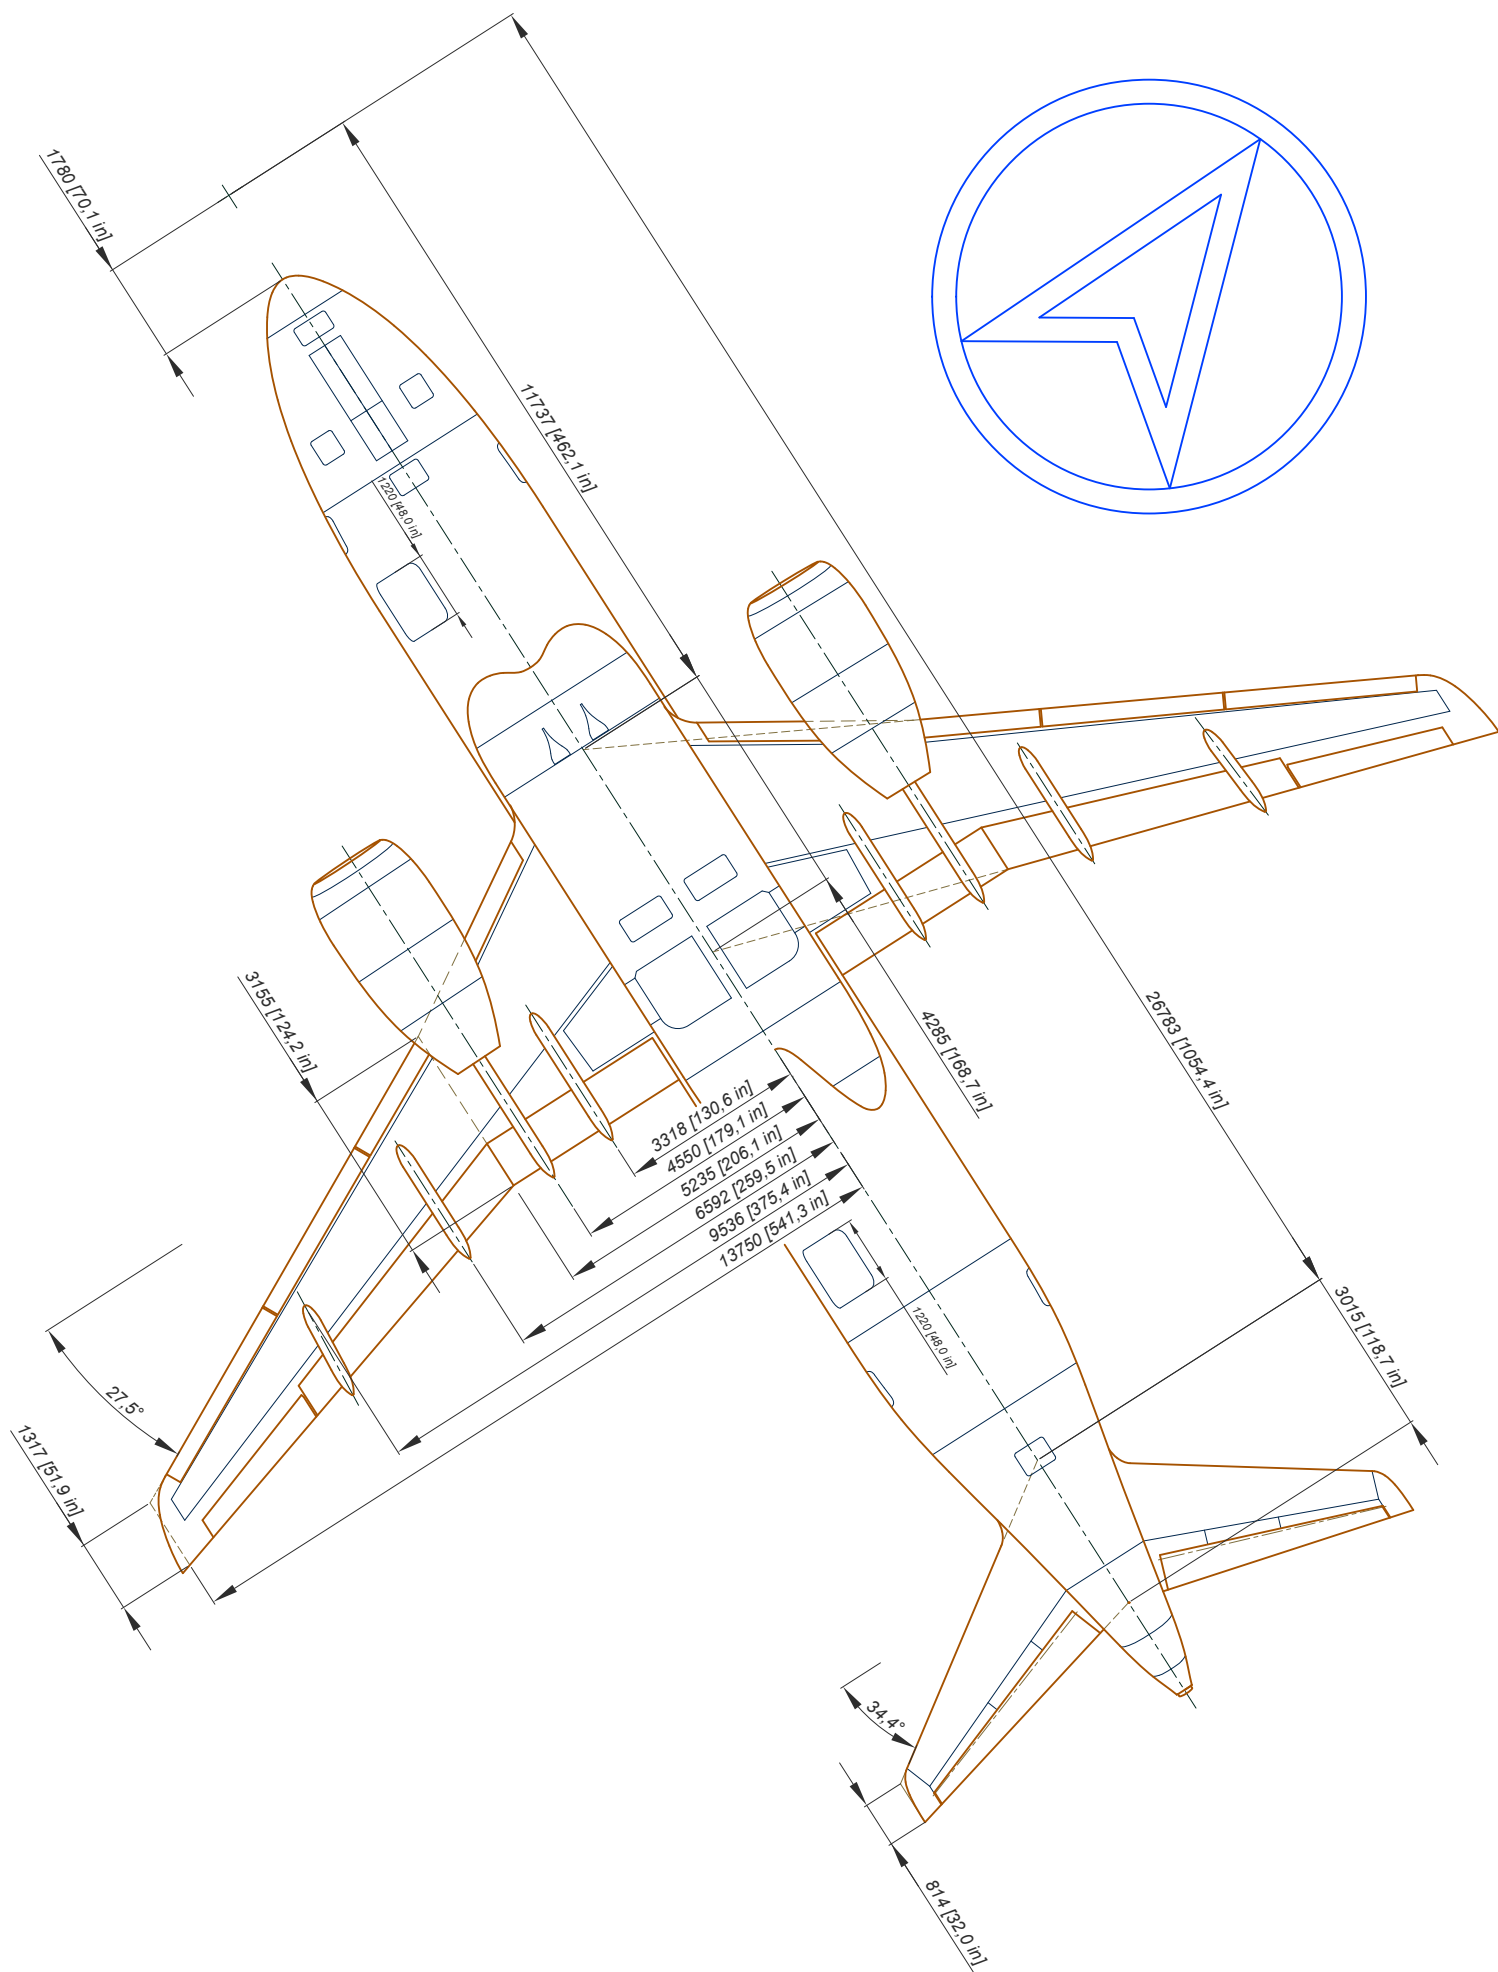 1780 [70,1 in]
11737 [462,1 in]
1220 [48,0 in]
3155 [124,2 in]
4285 [168,7 in]
26783 [1054,4 in]
3318 [130,6 in]
4550 [179,1 in]
5235 [206,1 in]
6592 [259,5 in]
9536 [375,4 in]
13750 [541,3 in]
1220 [48,0 in]
3015 [118,7 in]
27,5°
1317 [51,9 in]
34,4°
814 [32,0 in]